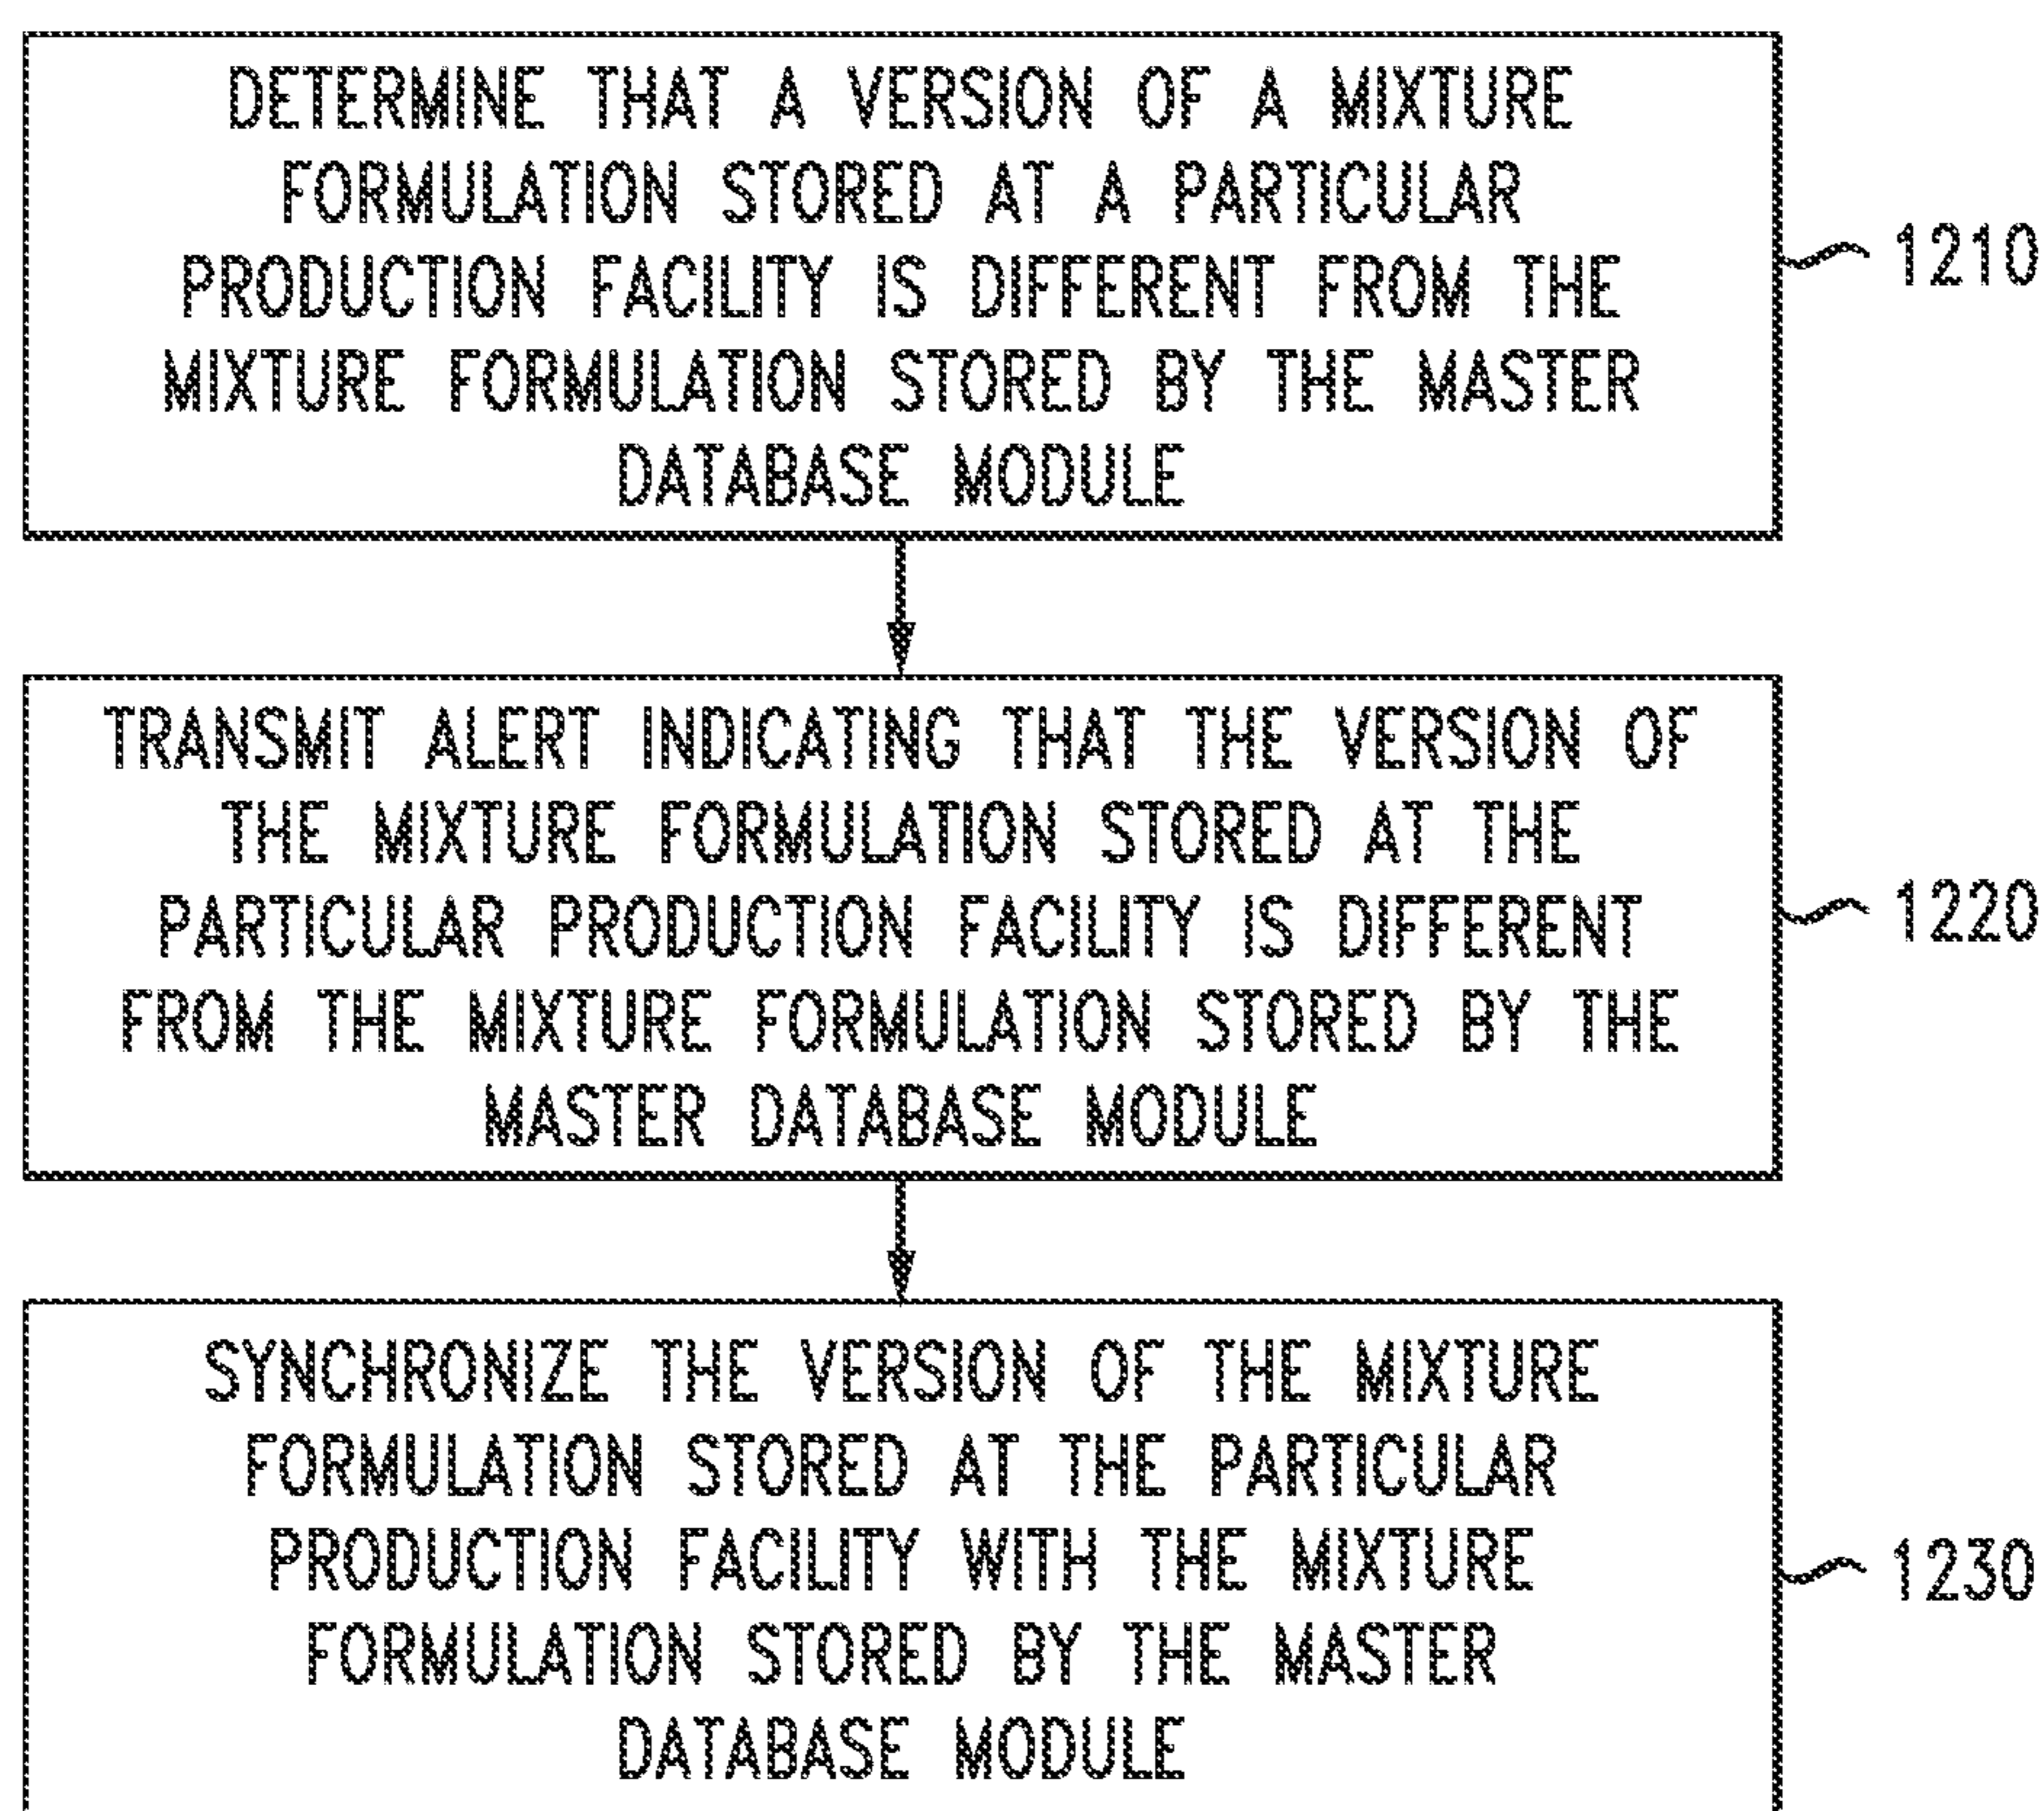 DETERMINE THAT A VERSION OF A MIXTURE
FORMULATION STORED AT A PARTICULAR
PRODUCTION FACILITY IS DIFFERENT FROM THE
MIXTURE FORMULATION STORED BY THE MASTER
DATABASE MODULE
1210
TRANSMIT ALERT INDICATING THAT THE VERSION OF
THE MIXTURE FORMULATION STORED AT THE
PARTICULAR PRODUCTION FACILITY IS DIFFERENT
FROM THE MIXTURE FORMULATION STORED BY THE
MASTER DATABASE MODULE
1220
SYNCHRONIZE THE VERSION OF THE MIXTURE
FORMULATION STORED AT THE PARTICULAR
PRODUCTION FACILITY WITH THE MIXTURE
FORMULATION STORED BY THE MASTER
DATABASE MODULE
1230